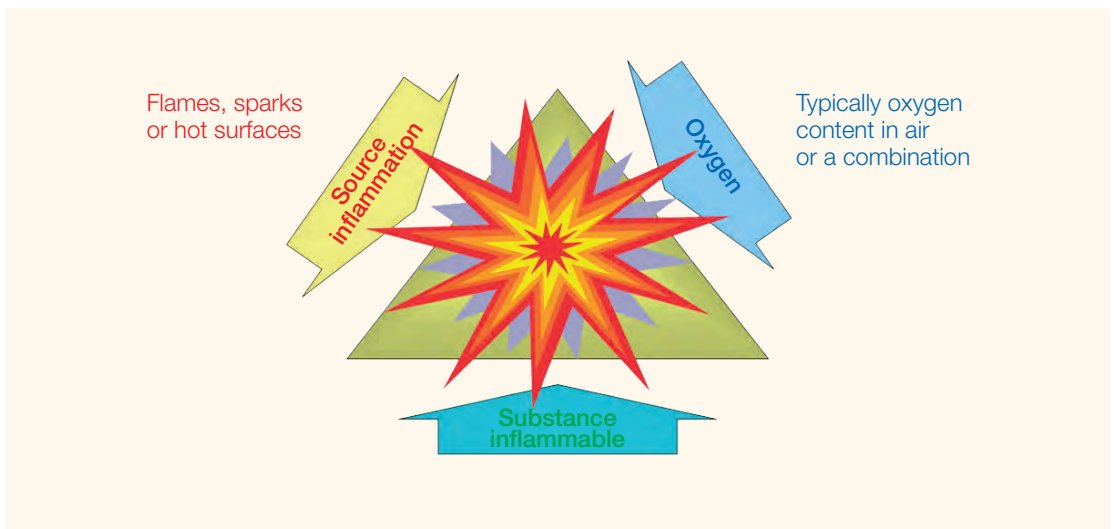 Flames, sparks
or hot surfaces
Source
inflammation
Oxygen
Typically oxygen
content in air
or a combination
Substance
inflammable